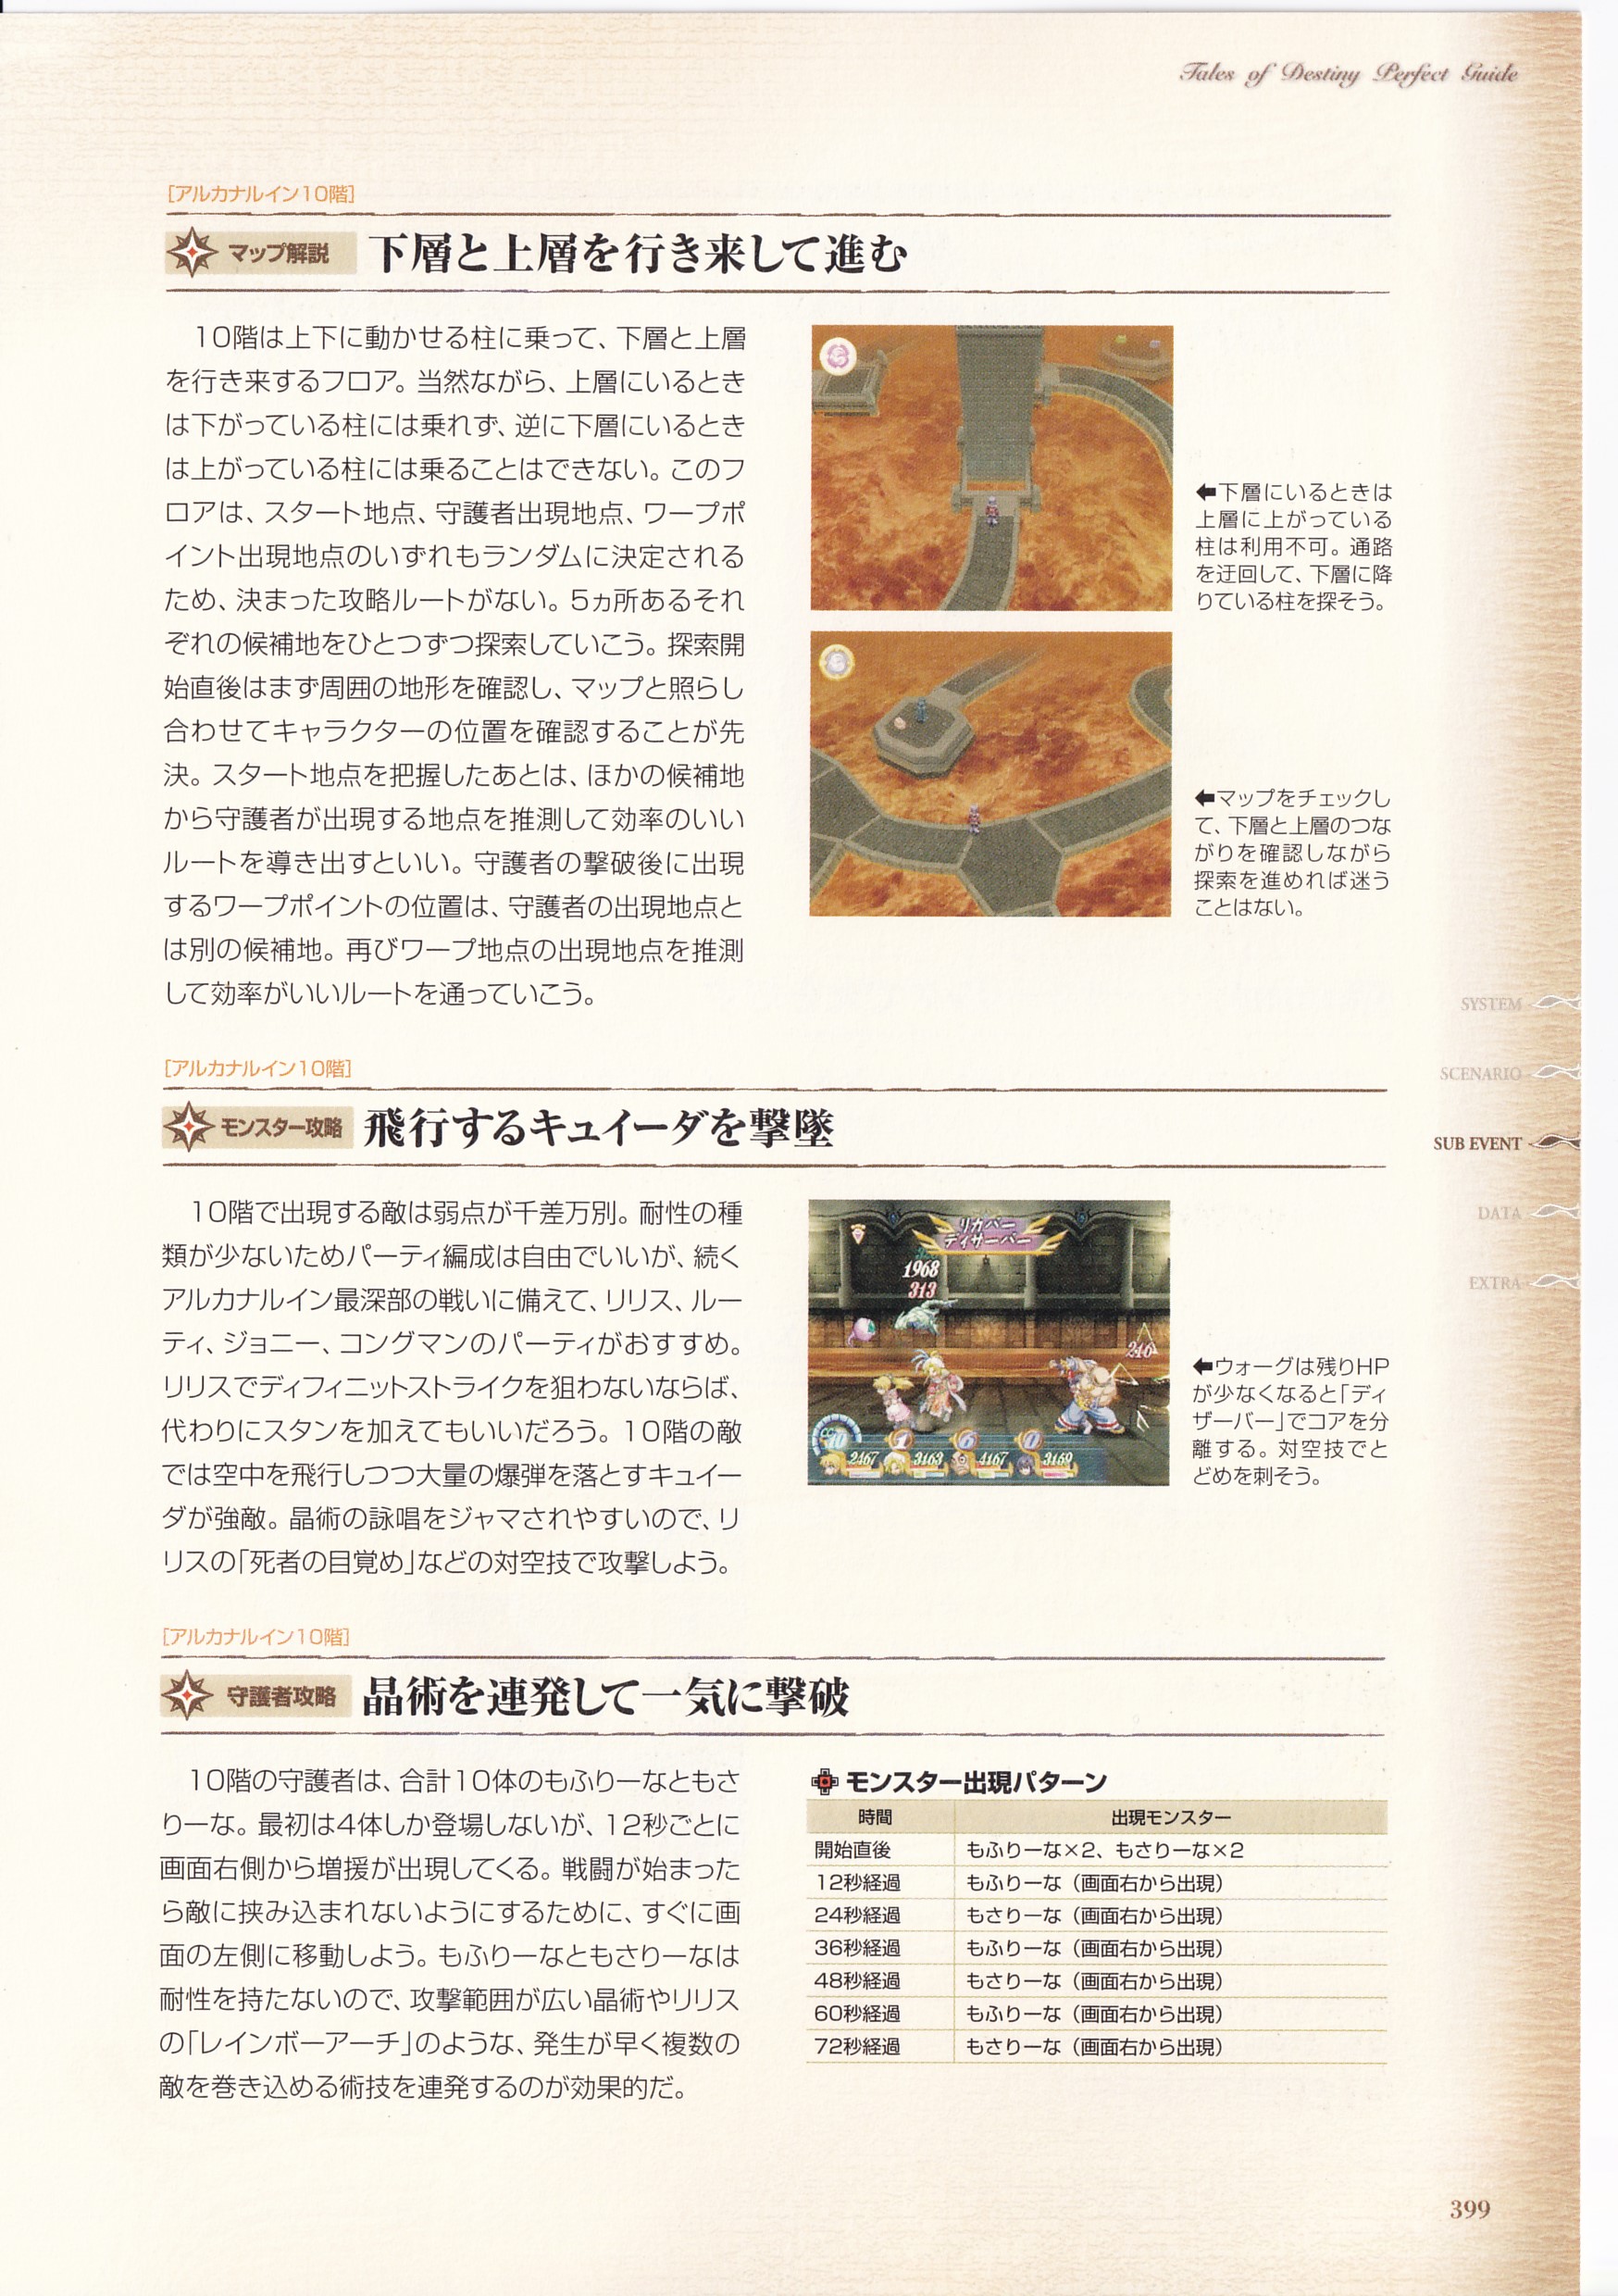 Tales of Destiny Perfect Guide
[アルカナルイン10階]
マップ解説 下層と上層を行き来して進む
10階は上下に動かせる柱に乗って、下層と上層
を行き来するフロア。当然ながら、上層にいるとき
は下がっている柱には乗れず、逆に下層にいるとき
は上がっている柱には乗ることはできない。このフ
ロアは、スタート地点、守護者出現地点、ワープポ
イント出現地点のいずれもランダムに決定される
ため、決まった攻略ルートがない。5ヵ所あるそれ
ぞれの候補地をひとつずつ探索していこう。探索開
始直後はまず周囲の地形を確認し、マップと照らし
合わせてキャラクターの位置を確認することが先
決。スタート地点を把握したあとは、ほかの候補地
から守護者が出現する地点を推測して効率のいい
ルートを導き出すといい。守護者の撃破後に出現
するワープポイントの位置は、守護者の出現地点と
は別の候補地。再びワープ地点の出現地点を推測
して効率がいいルートを通っていこう。
←下層にいるときは
上層に上がっている
柱は利用不可。通路
を迂回して、下層に降
りている柱を探そう。
←マップをチェックし
て、下層と上層のつな
がりを確認しながら
探索を進めれば迷う
ことはない。
SYSTEM
SCENARIO
SUB EVENT
DATA
EXTRA
[アルカナルイン10階]
モンスター攻略 飛行するキュイーダを撃墜
10階で出現する敵は弱点が千差万別。耐性の種
類が少ないためパーティ編成は自由でいいが、続く
アルカナルイン最深部の戦いに備えて、リリス、ルー
ティ、ジョニー、コングマンのパーティがおすすめ。
リリスでディフィニットストライクを狙わないならば、
代わりにスタンを加えてもいいだろう。10階の敵
では空中を飛行しつつ大量の爆弾を落とすキュイー
ダが強敵。晶術の詠唱をジャマされやすいので、リ
リスの「死者の目覚め」などの対空技で攻撃しよう。
リカバー
ディザーバー
1968
313
246
10 1 6 0
2467 3163 4167 3159
←ウォーグは残りHP
が少なくなると「ディ
ザーバー」でコアを分
離する。対空技でと
どめを刺そう。
[アルカナルイン10階]
守護者攻略 晶術を連発して一気に撃破
10階の守護者は、合計10体のもふりーなともさ
りーな。最初は4体しか登場しないが、12秒ごとに
画面右側から増援が出現してくる。戦闘が始まった
ら敵に挟み込まれないようにするために、すぐに画
面の左側に移動しよう。もふりーなともさりーなは
耐性を持たないので、攻撃範囲が広い晶術やリリス
の「レインボーアーチ」のような、発生が早く複数の
敵を巻き込める術技を連発するのが効果的だ。
モンスター出現パターン
時間 出現モンスター
開始直後 もふりーな×2、もさりーな×2
12秒経過 もふりーな（画面右から出現）
24秒経過 もさりーな（画面右から出現）
36秒経過 もふりーな（画面右から出現）
48秒経過 もさりーな（画面右から出現）
60秒経過 もふりーな（画面右から出現）
72秒経過 もさりーな（画面右から出現）
399